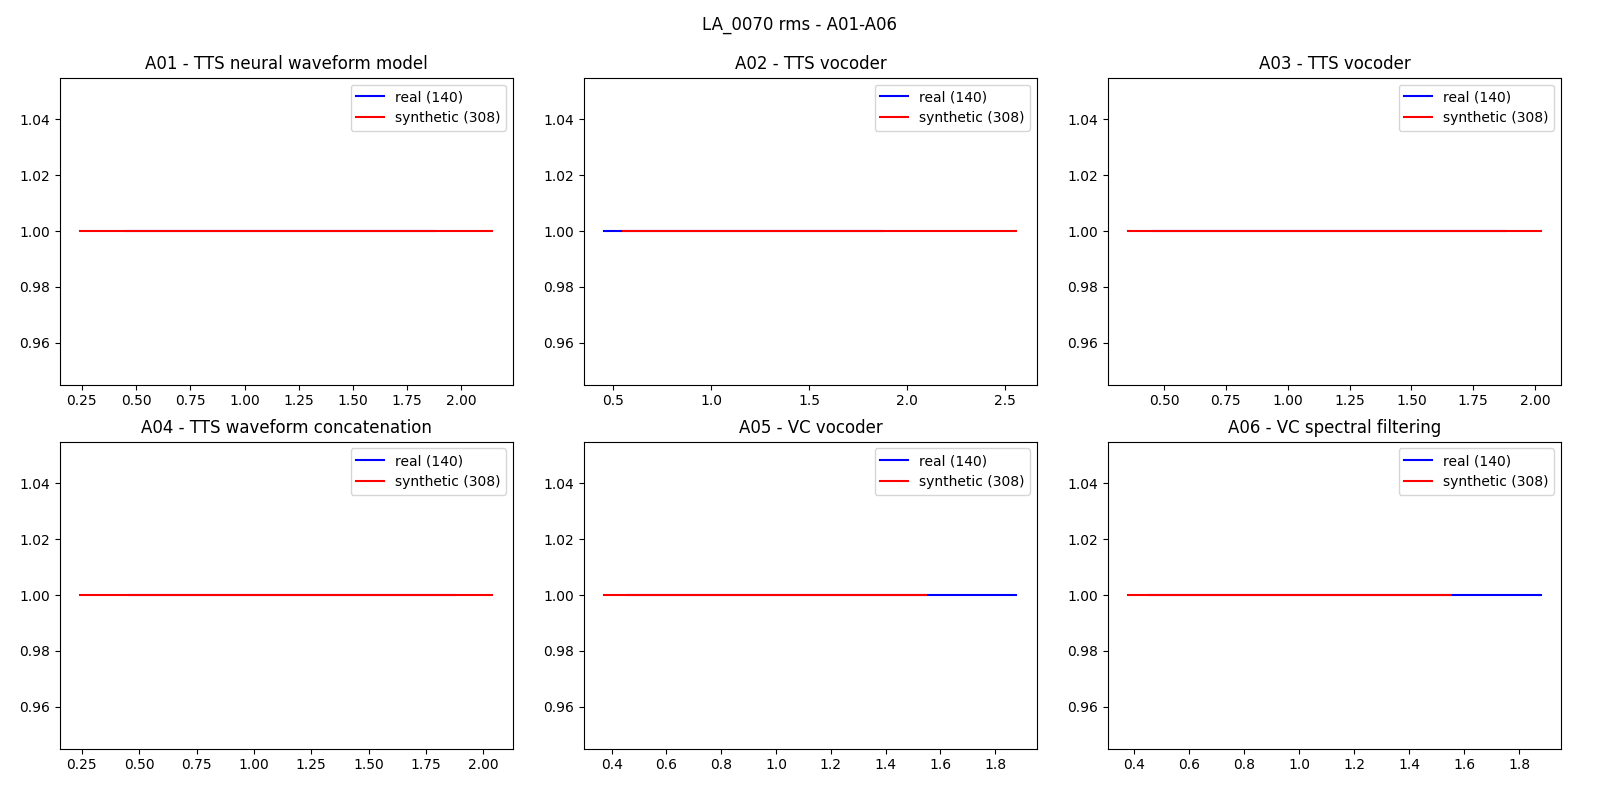 LA_0070 rms - A01-A06
A01 - TTS neural waveform model
real (140)
synthetic (308)
1.04
1.02
1.00
0.98
0.96
0.25 0.50 0.75 1.00 1.25 1.50 1.75 2.00
A02 - TTS vocoder
real (140)
synthetic (308)
1.04
1.02
1.00
0.98
0.96
0.5 1.0 1.5 2.0 2.5
A03 - TTS vocoder
real (140)
synthetic (308)
1.04
1.02
1.00
0.98
0.96
0.50 0.75 1.00 1.25 1.50 1.75 2.00
A04 - TTS waveform concatenation
real (140)
synthetic (308)
1.04
1.02
1.00
0.98
0.96
0.25 0.50 0.75 1.00 1.25 1.50 1.75 2.00
A05 - VC vocoder
real (140)
synthetic (308)
1.04
1.02
1.00
0.98
0.96
0.4 0.6 0.8 1.0 1.2 1.4 1.6 1.8
A06 - VC spectral filtering
real (140)
synthetic (308)
1.04
1.02
1.00
0.98
0.96
0.4 0.6 0.8 1.0 1.2 1.4 1.6 1.8